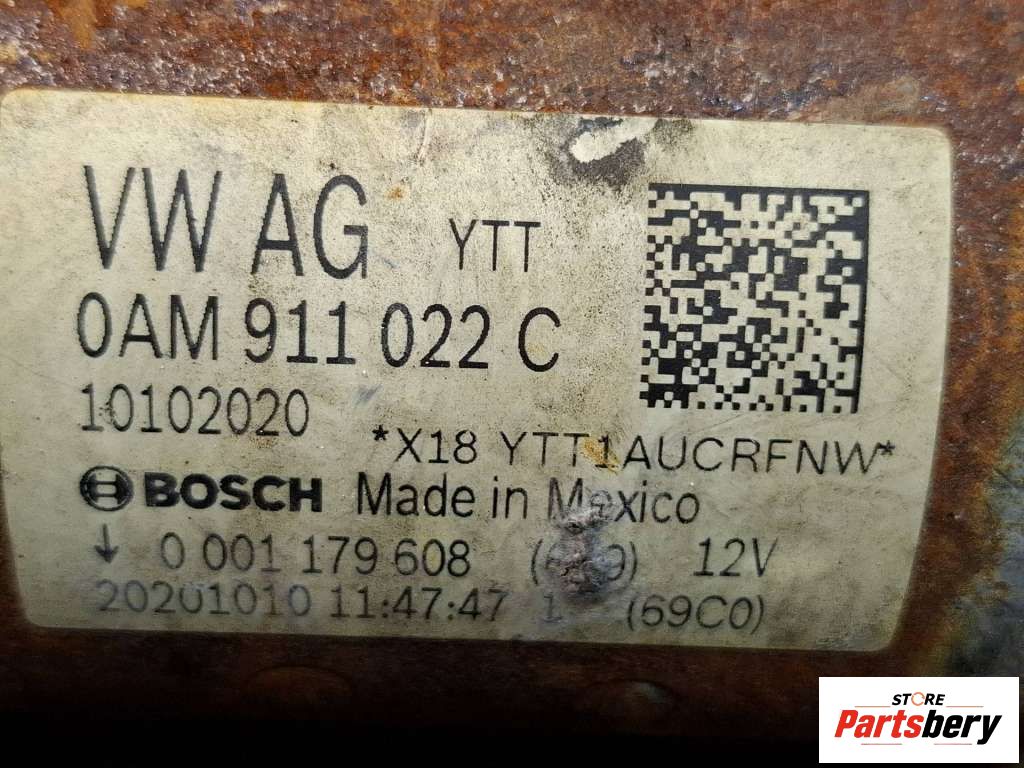 VW AG YTT
0AM 911 022 C
10102020
*X18 YTT1AUCRFNW*
BOSCH Made in Mexico
↓ 0 001 179 608 12V
20201010 11:47:47 (69C0)
STORE
Partsbery